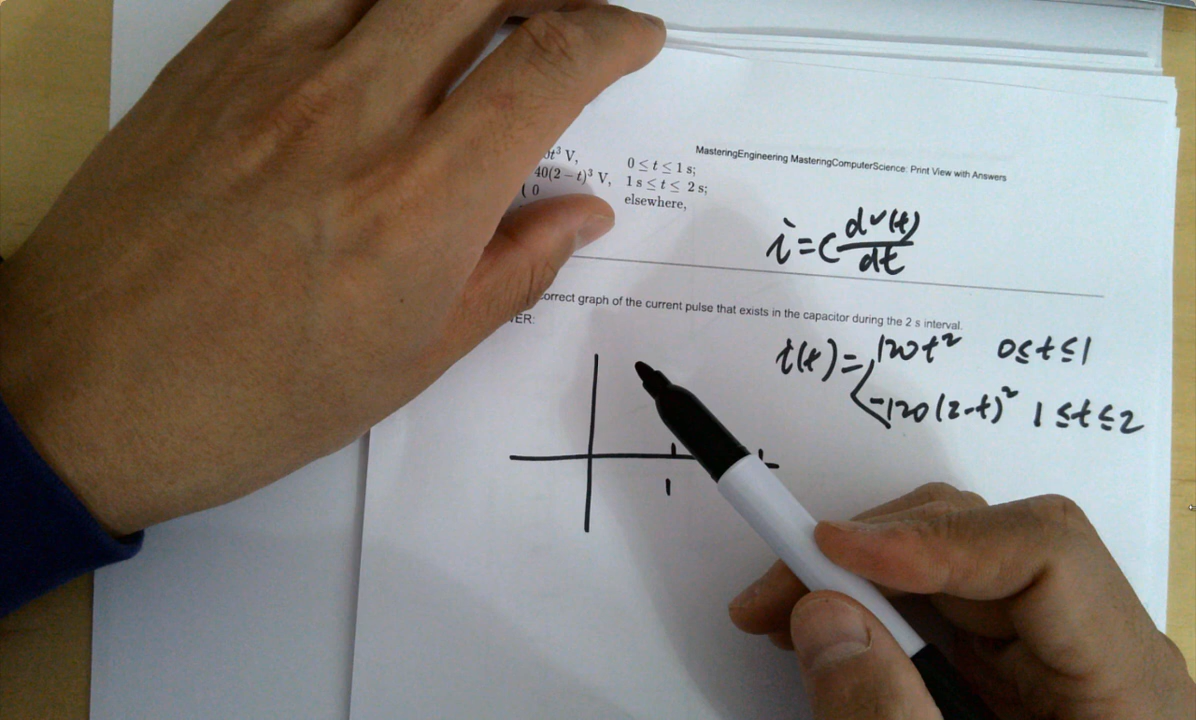 MasteringEngineering MasteringComputerScience: Print View with Answers
t³ V, 0 ≤ t ≤ 1 s;
40(2 − t)³ V, 1 s ≤ t ≤ 2 s;
0 elsewhere,
i=C dv(t)/dt
orrect graph of the current pulse that exists in the capacitor during the 2 s interval.
ER:
i(t)= 120t² 0≤t≤1
-120(2-t)² 1≤t≤2
1